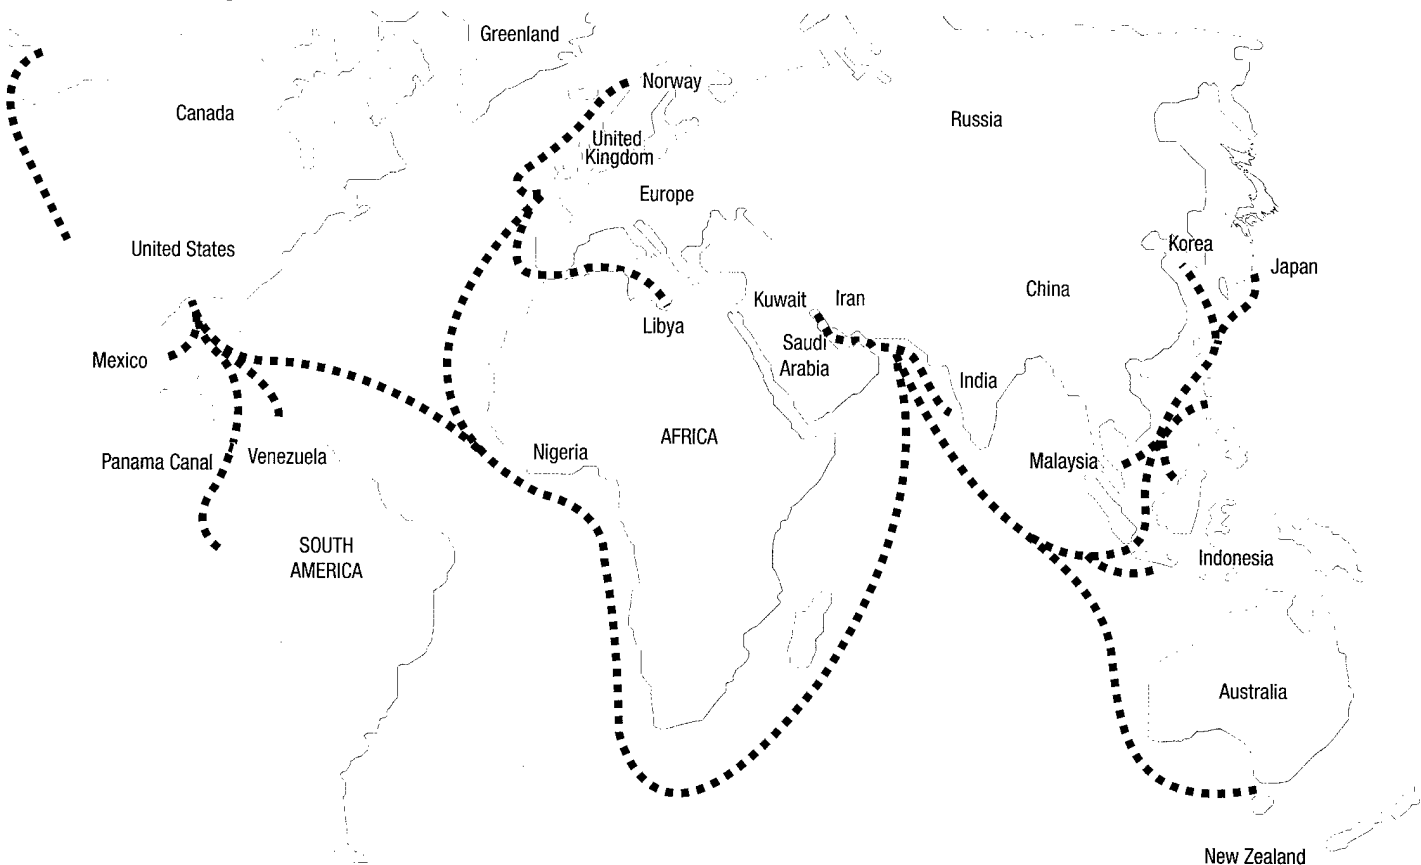 Greenland
Norway
Canada
Russia
United
Kingdom
Europe
United States
Korea
Japan
China
Kuwait
Iran
Libya
Saudi
Arabia
Mexico
India
AFRICA
Nigeria
Panama Canal
Venezuela
Malaysia
SOUTH
AMERICA
Indonesia
Australia
New Zealand